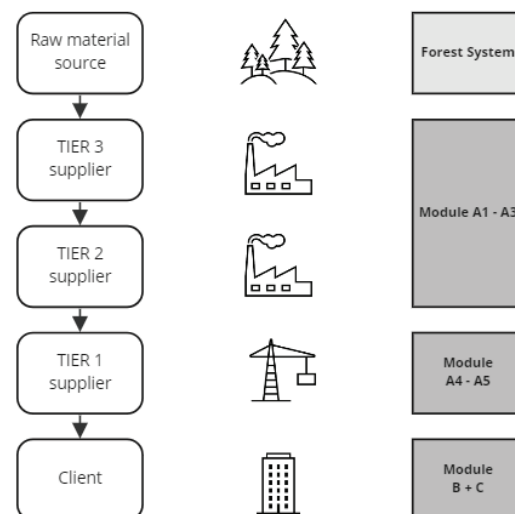 Raw material
source
Forest System
TIER 3
supplier
TIER 2
supplier
Module A1 - A3
TIER 1
supplier
Module
A4 - A5
Client
Module
B + C